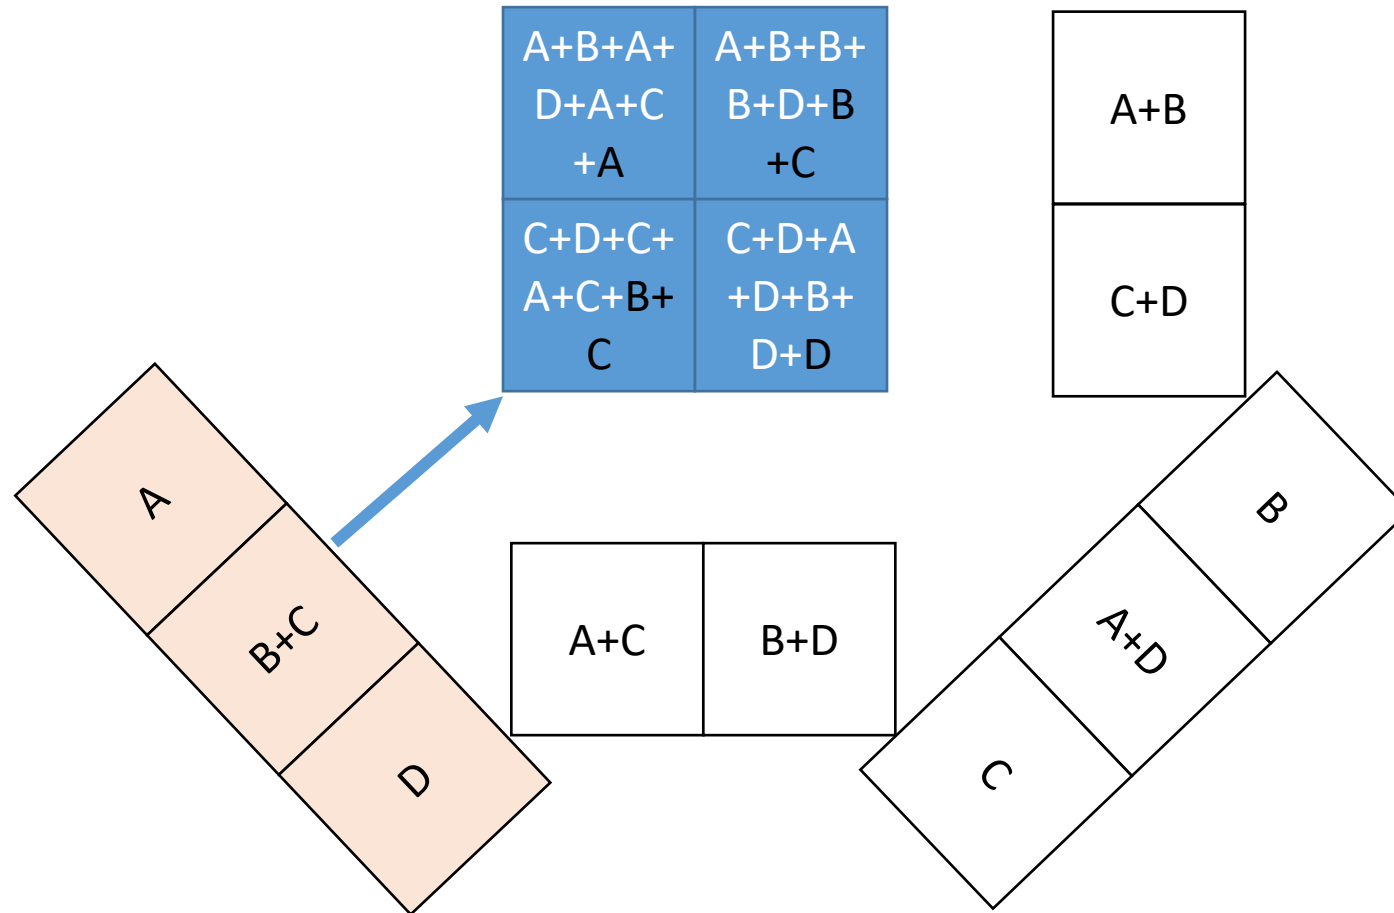 A+B+A+
D+A+C
+A
A+B+B+
B+D+B
+C
C+D+C+
A+C+B+
C
C+D+A
+D+B+
D+D
A+B
C+D
A
B+C
D
A+C
B+D
B
A+D
C